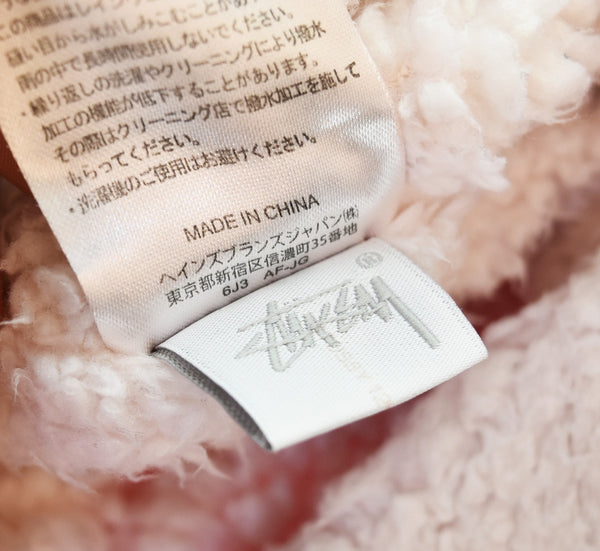 この商品はレインウ
縫い目から水がしみこむことがあり
雨の中で長時間使用しないでください。
・繰り返しの洗濯やクリーニングにより撥水
加工の機能が低下することがあります。
その際はクリーニング店で撥水加工を施して
もらってください。
・洗濯後のご使用はお避けください。
MADE IN CHINA
ヘインズブランズジャパン(株)
東京都新宿区信濃町35番地
6J3 AF-JG
®
Stüssy